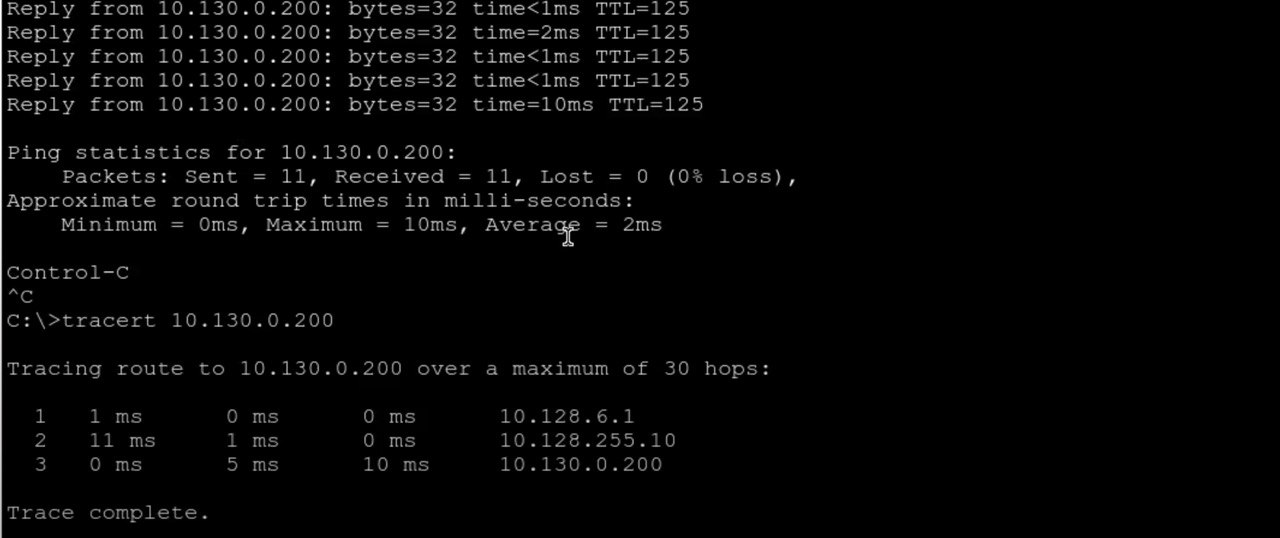 Reply from 10.130.0.200: bytes=32 time<1ms TTL=125
Reply from 10.130.0.200: bytes=32 time=2ms TTL=125
Reply from 10.130.0.200: bytes=32 time<1ms TTL=125
Reply from 10.130.0.200: bytes=32 time<1ms TTL=125
Reply from 10.130.0.200: bytes=32 time=10ms TTL=125
Ping statistics for 10.130.0.200:
Packets: Sent = 11, Received = 11, Lost = 0 (0% loss),
Approximate round trip times in milli-seconds:
Minimum = 0ms, Maximum = 10ms, Average = 2ms
Control-C
^C
C:\>tracert 10.130.0.200
Tracing route to 10.130.0.200 over a maximum of 30 hops:
1 1 ms 0 ms 0 ms 10.128.6.1
2 11 ms 1 ms 0 ms 10.128.255.10
3 0 ms 5 ms 10 ms 10.130.0.200
Trace complete.